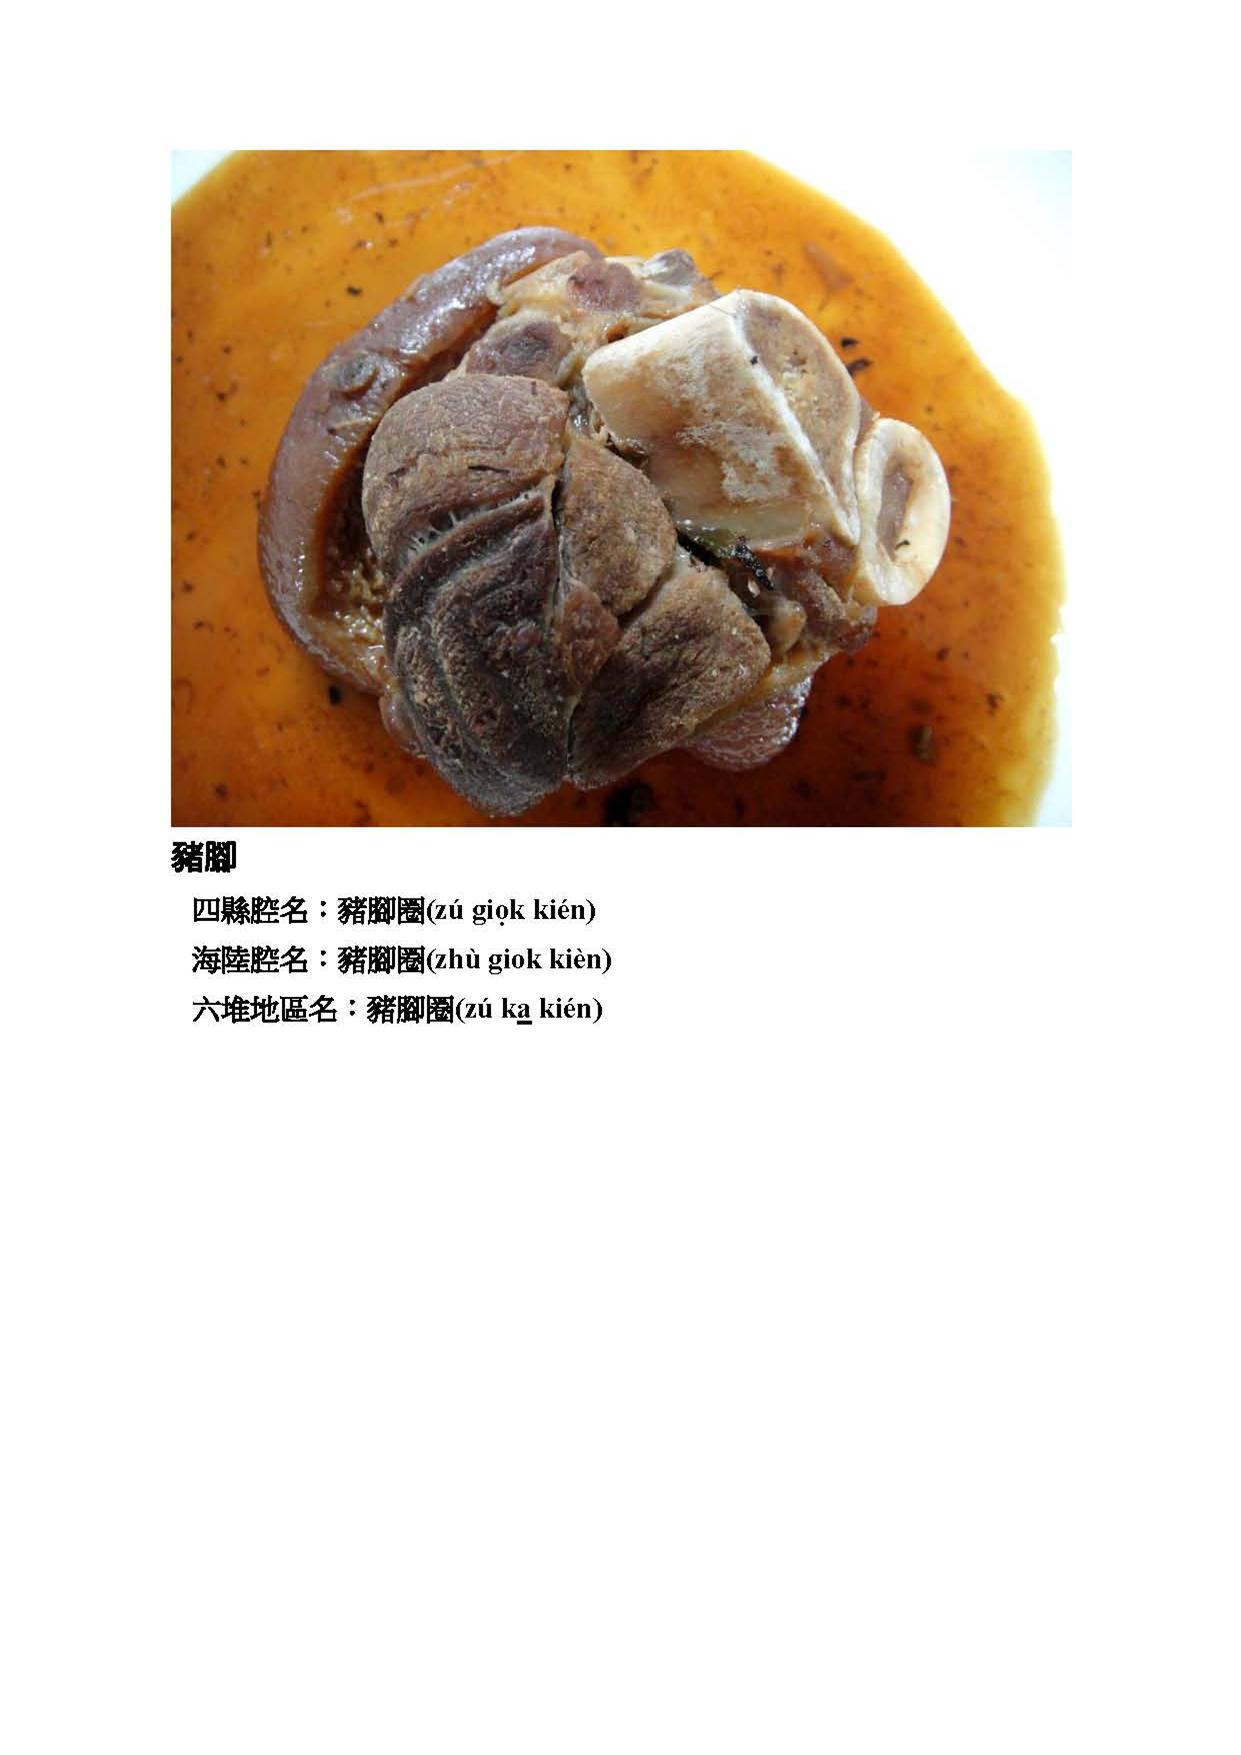 豬腳
四縣腔名：豬腳圈(zú giọk kién)
海陸腔名：豬腳圈(zhù giok kièn)
六堆地區名：豬腳圈(zú ka̲ kién)